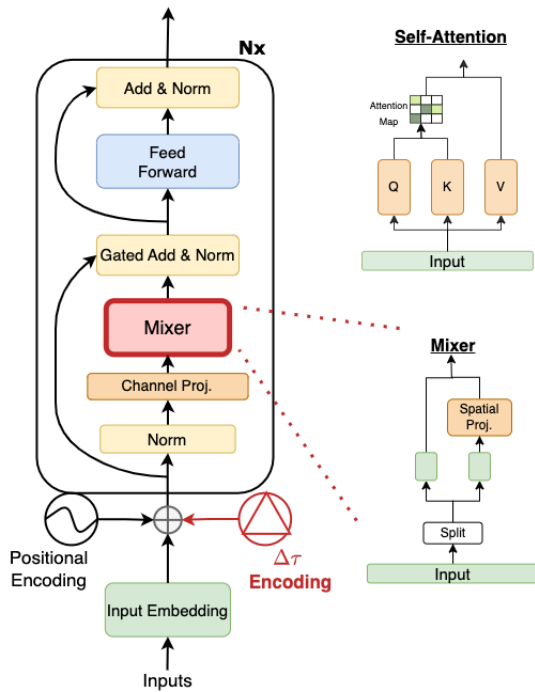 Nx
Add & Norm
Feed
Forward
Gated Add & Norm
Mixer
Channel Proj.
Norm
Positional
Encoding
Δτ
Encoding
Input Embedding
Inputs
Self-Attention
Attention
Map
Q
K
V
Input
Mixer
Spatial
Proj.
Split
Input